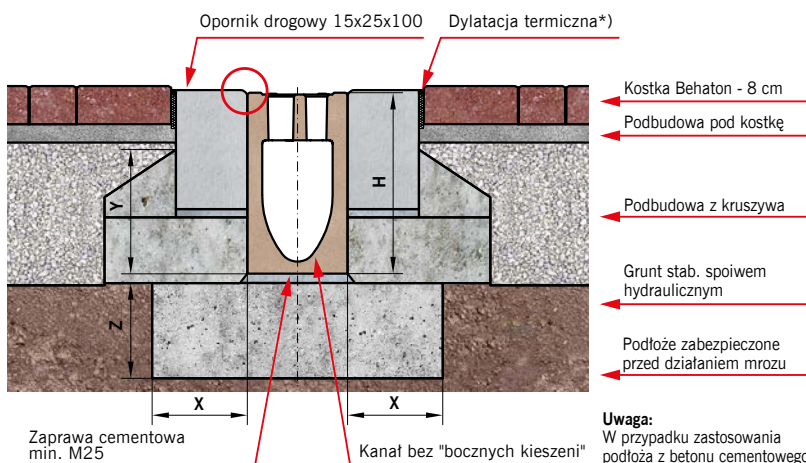 Opornik drogowy 15x25x100
Dylatacja termiczna*)
Kostka Behaton - 8 cm
Podbudowa pod kostkę
H
Y
Podbudowa z kruszywa
Grunt stab. spoiwem
hydraulicznym
Z
Podłoże zabezpieczone
przed działaniem mrozu
X
X
Zaprawa cementowa
min. M25
Kanał bez "bocznych kieszeni"
Uwaga:
W przypadku zastosowania
podłoża z betonu cementowego